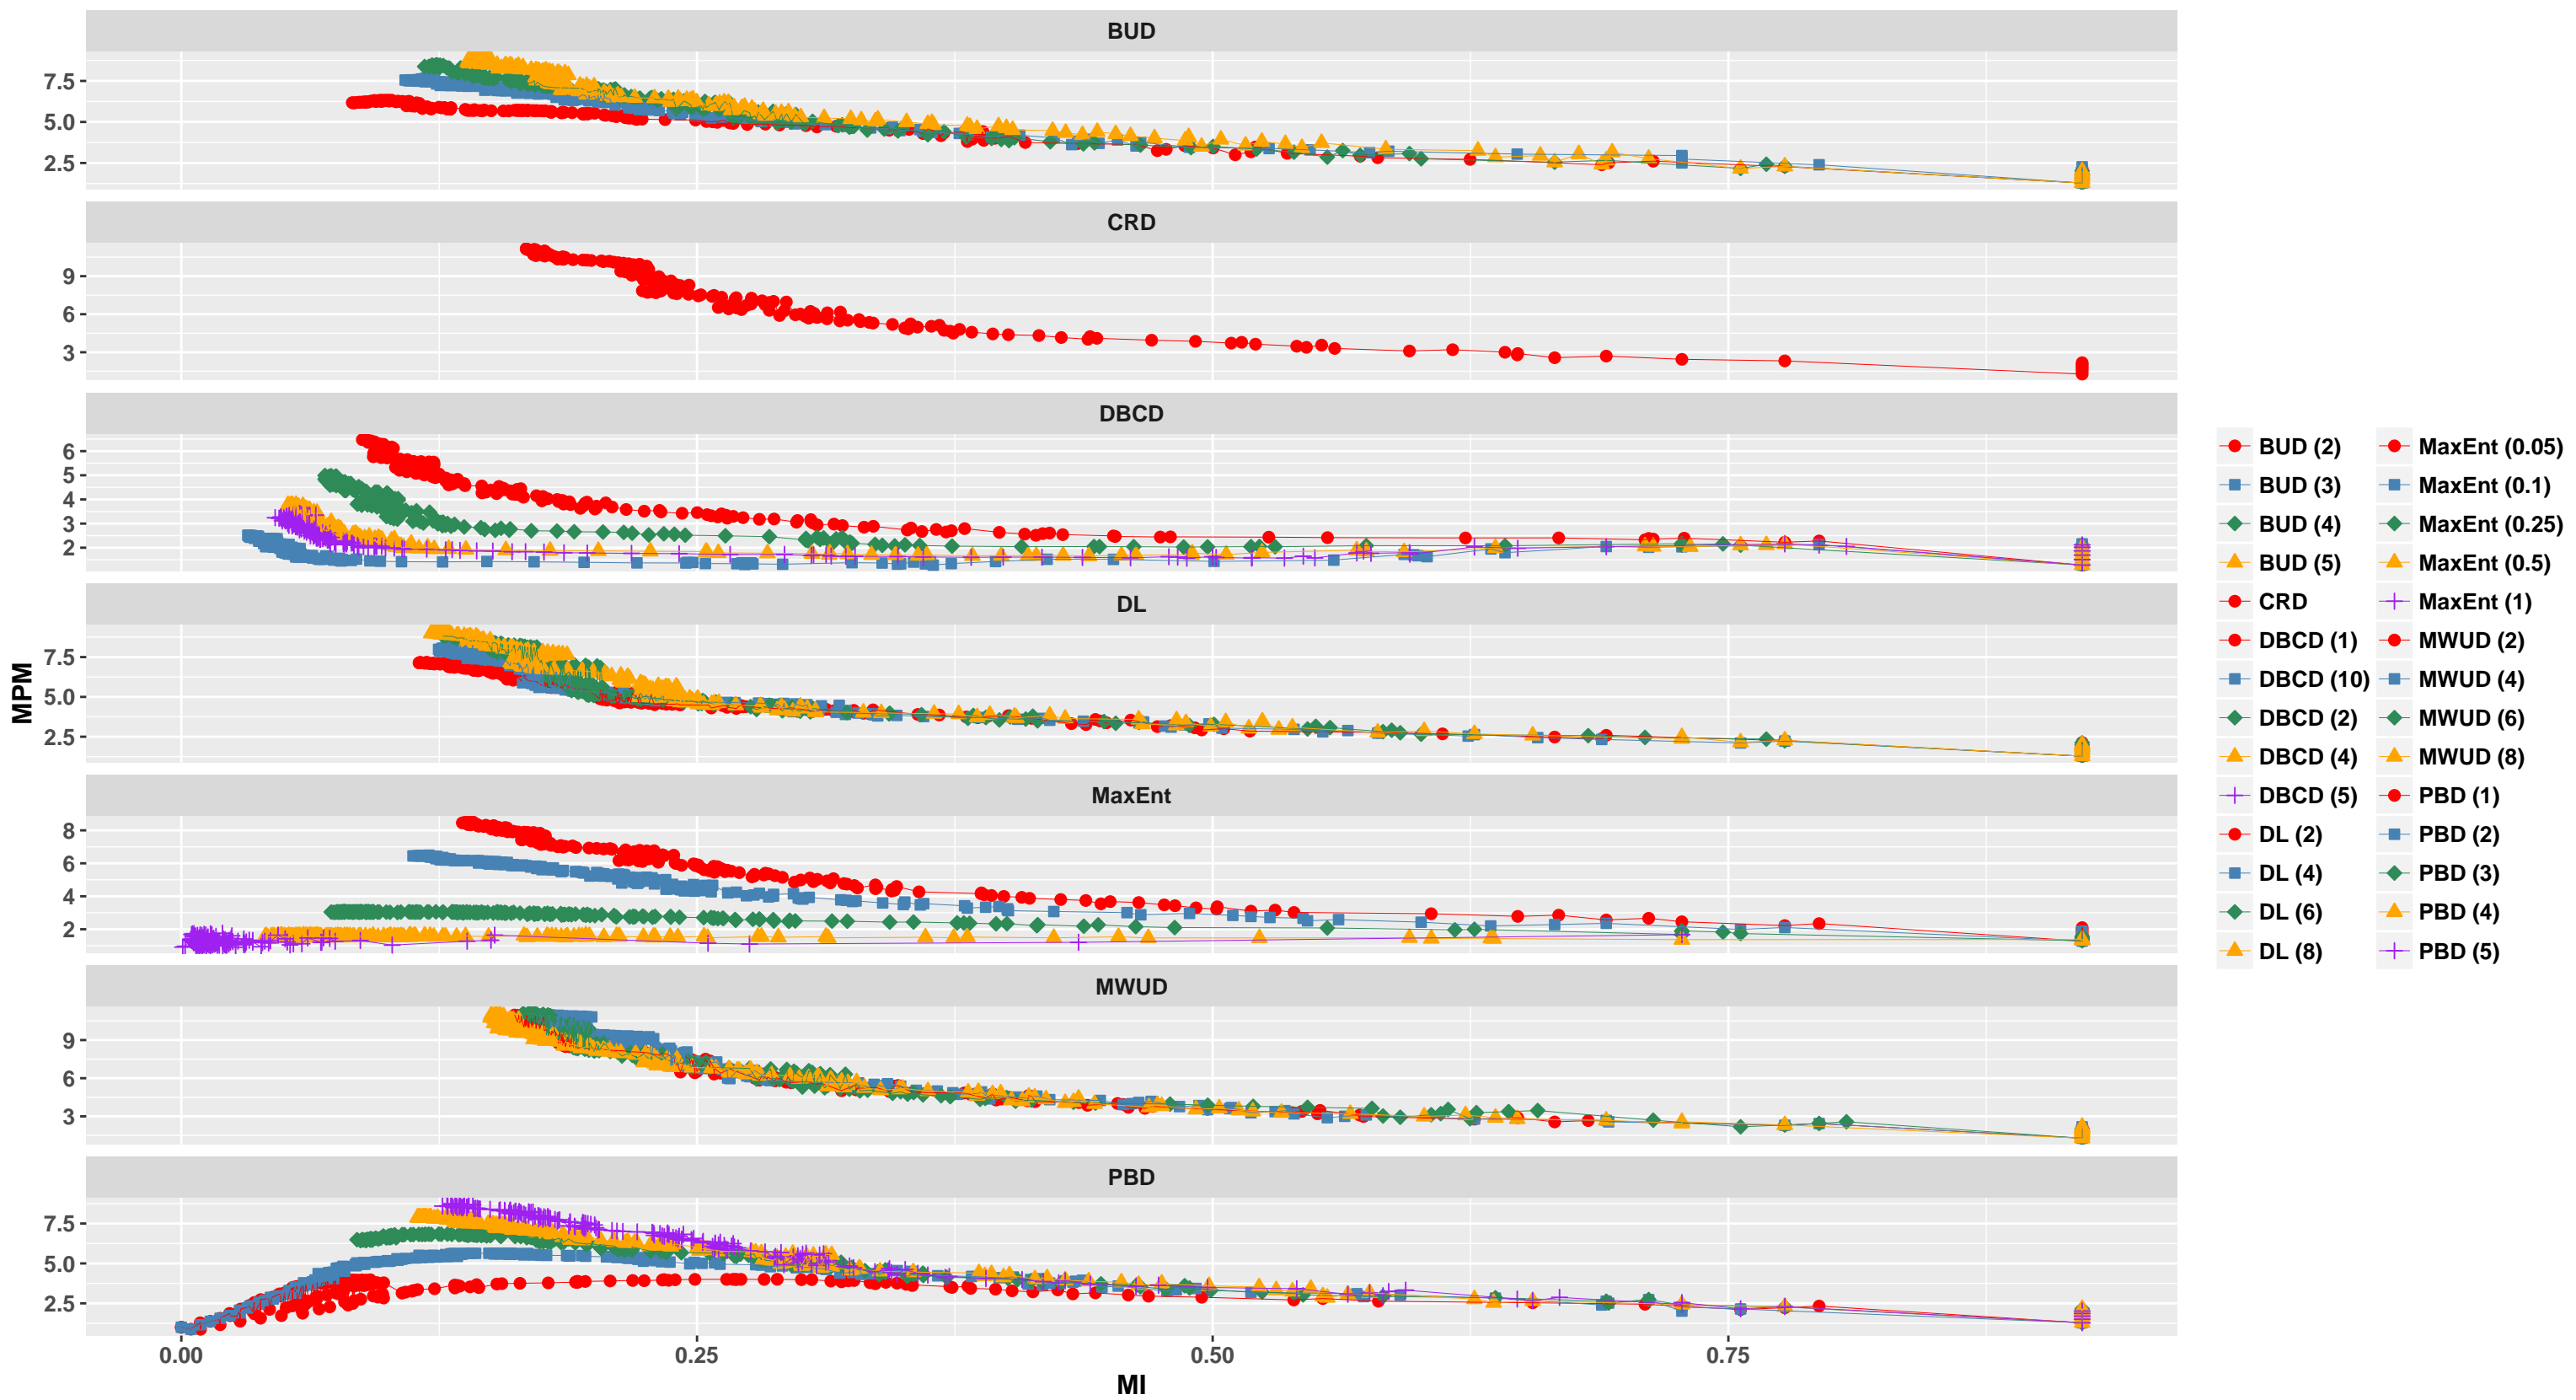 BUD
7.5
5.0
2.5
CRD
9
6
3
DBCD
6
5
4
3
2
DL
7.5
5.0
2.5
MaxEnt
8
6
4
2
MWUD
9
6
3
PBD
7.5
5.0
2.5
0.00 0.25 0.50 0.75
MI
MPM
BUD (2) MaxEnt (0.05)
BUD (3) MaxEnt (0.1)
BUD (4) MaxEnt (0.25)
BUD (5) MaxEnt (0.5)
CRD MaxEnt (1)
DBCD (1) MWUD (2)
DBCD (10) MWUD (4)
DBCD (2) MWUD (6)
DBCD (4) MWUD (8)
DBCD (5) PBD (1)
DL (2) PBD (2)
DL (4) PBD (3)
DL (6) PBD (4)
DL (8) PBD (5)